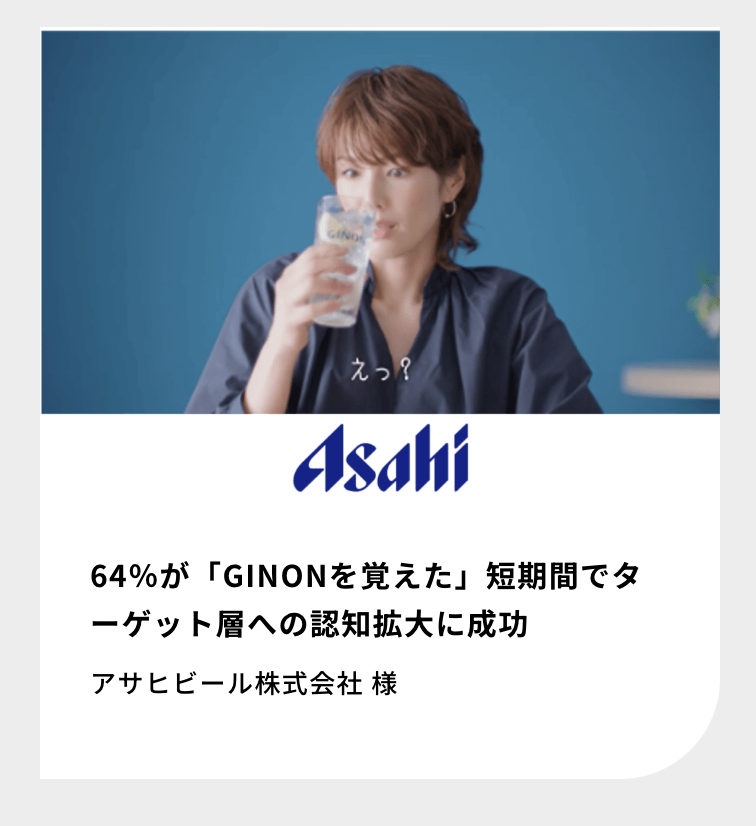 GINON
えっ?
Asahi
64%が「GINONを覚えた」短期間でタ
ーゲット層への認知拡大に成功
アサヒビール株式会社 様